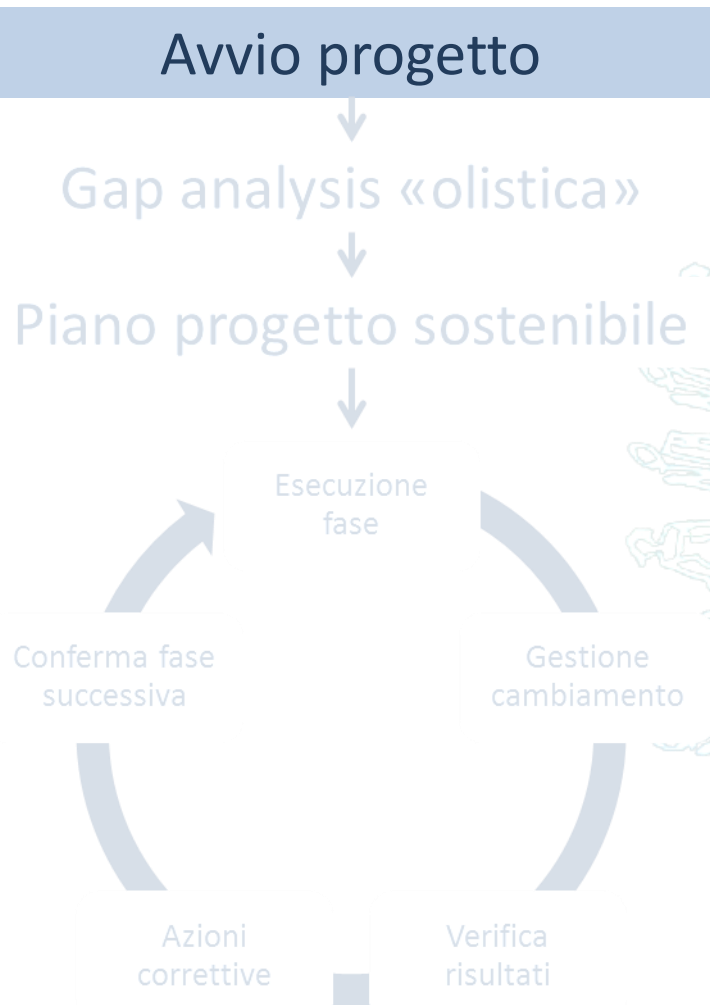 Avvio progetto
Gap analysis «olistica»
Piano progetto sostenibile
Esecuzione
fase
Gestione
cambiamento
Verifica
risultati
Azioni
correttive
Conferma fase
successiva